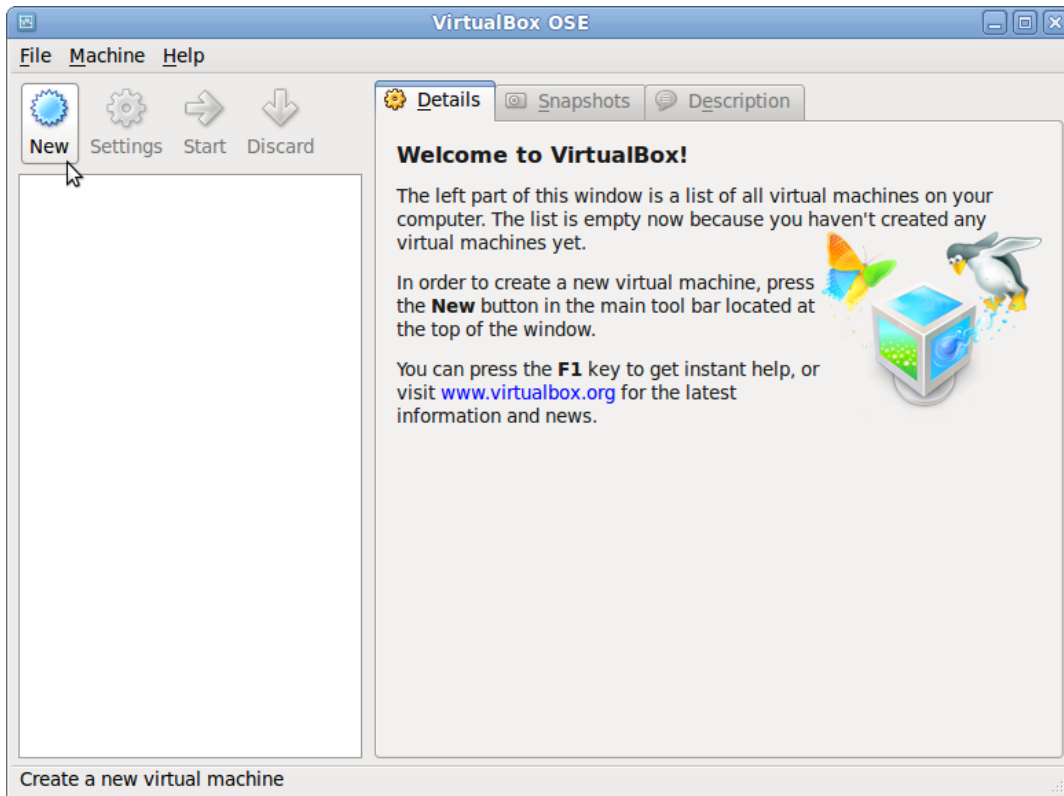 VirtualBox OSE
File Machine Help
New Settings Start Discard
Details Snapshots Description
Welcome to VirtualBox!
The left part of this window is a list of all virtual machines on your
computer. The list is empty now because you haven't created any
virtual machines yet.
In order to create a new virtual machine, press
the New button in the main tool bar located at
the top of the window.
You can press the F1 key to get instant help, or
visit www.virtualbox.org for the latest
information and news.
Create a new virtual machine